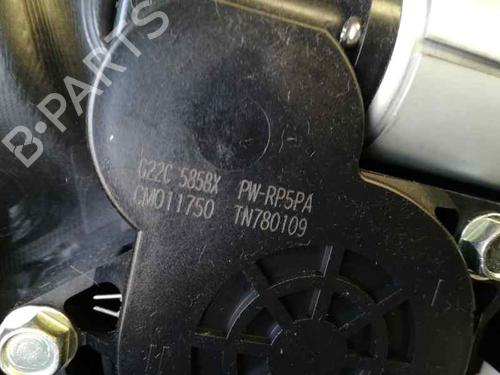 B-PARTS
G22C 5858X PW-RP5PA
CM011750 TN780109